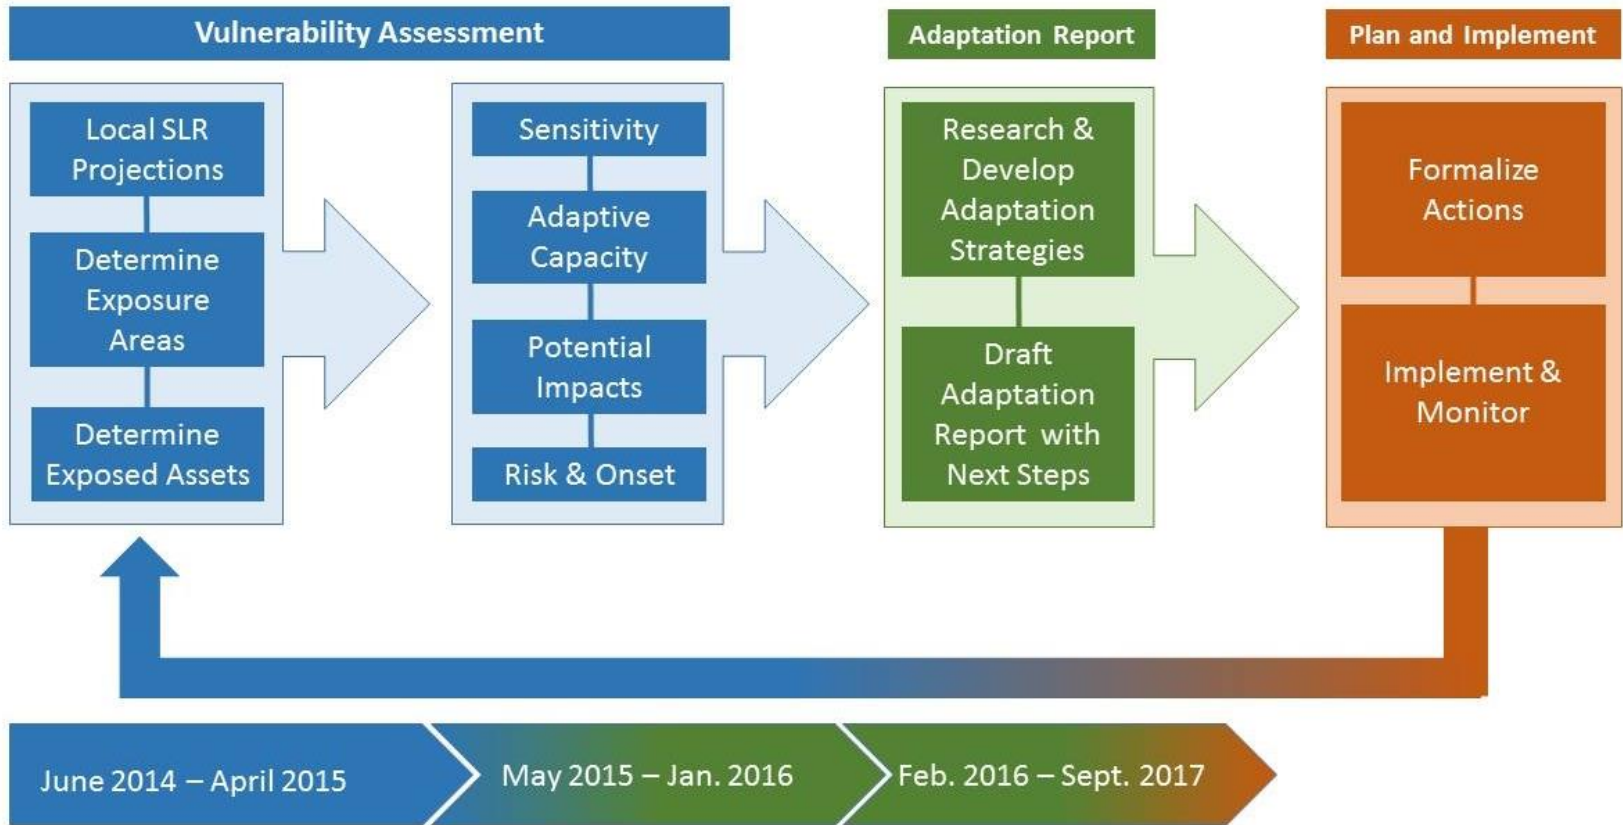 Vulnerability Assessment
Adaptation Report
Plan and Implement
Local SLR
Projections
Determine
Exposure
Areas
Determine
Exposed Assets
Sensitivity
Adaptive
Capacity
Potential
Impacts
Risk & Onset
Research &
Develop
Adaptation
Strategies
Draft
Adaptation
Report with
Next Steps
Formalize
Actions
Implement &
Monitor
June 2014 – April 2015
May 2015 – Jan. 2016
Feb. 2016 – Sept. 2017